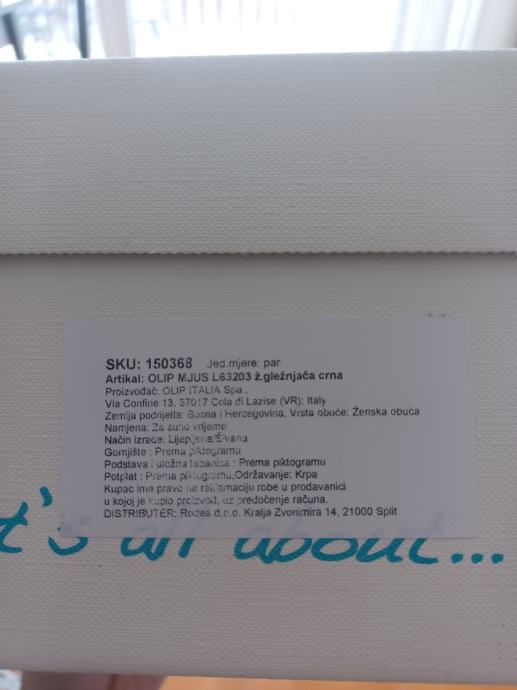 SKU: 150368 Jed.mjere: par
Artikal: OLIP MJUS L63203 ž.gležnjača crna
Proizvođač: OLIP ITALIA Spa.,
Via Confine 13, 37017 Cola di Lazise (VR); Italy
Zemlja podrijetla: Bosna i Hercegovina, Vrsta obuće: Ženska obuća
Namjena: Za suho vrijeme
Način izrade: Lijepljena/Šivana
Gornjište : Prema piktogramu
Podstava i uložna tabanica : Prema piktogramu
Potplat : Prema piktogramu,Održavanje: Krpa
Kupac ima pravo na reklamaciju robe u prodavanici
u kojoj je kupio proizvod, uz predočenje računa.
DISTRIBUTER: Rodea d.o.o. Kralja Zvonimira 14, 21000 Split
t's all about...